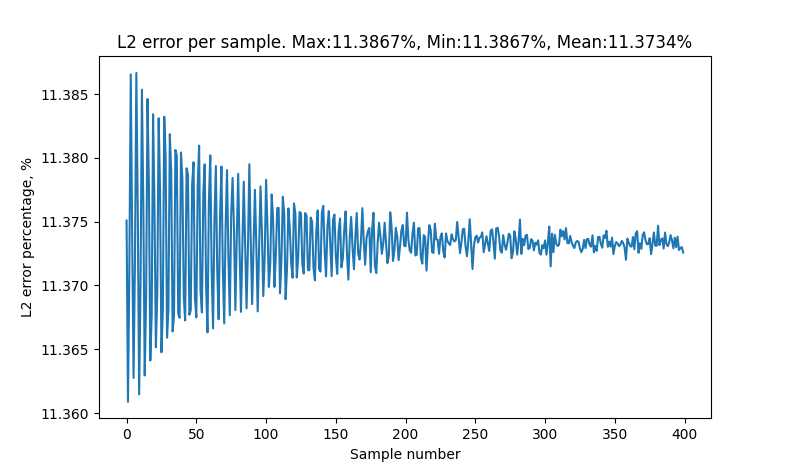 L2 error per sample. Max:11.3867%, Min:11.3867%, Mean:11.3734%
L2 error percentage, %
11.385
11.380
11.375
11.370
11.365
11.360
0 50 100 150 200 250 300 350 400
Sample number